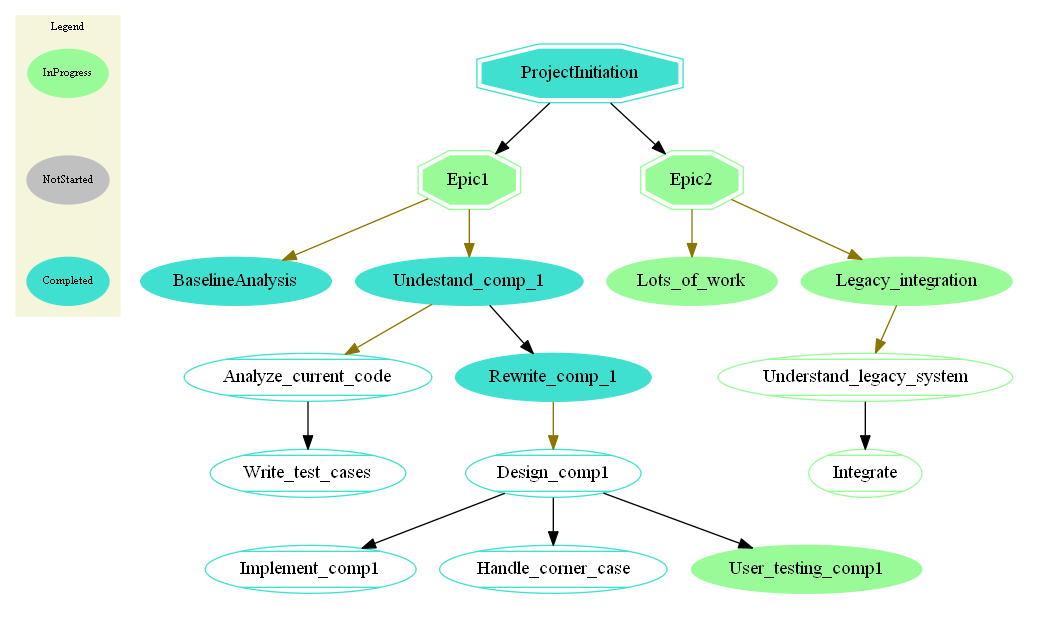 Legend
InProgress
NotStarted
Completed
ProjectInitiation
Epic1
Epic2
BaselineAnalysis
Undestand_comp_1
Lots_of_work
Legacy_integration
Analyze_current_code
Rewrite_comp_1
Understand_legacy_system
Write_test_cases
Design_comp1
Integrate
Implement_comp1
Handle_corner_case
User_testing_comp1